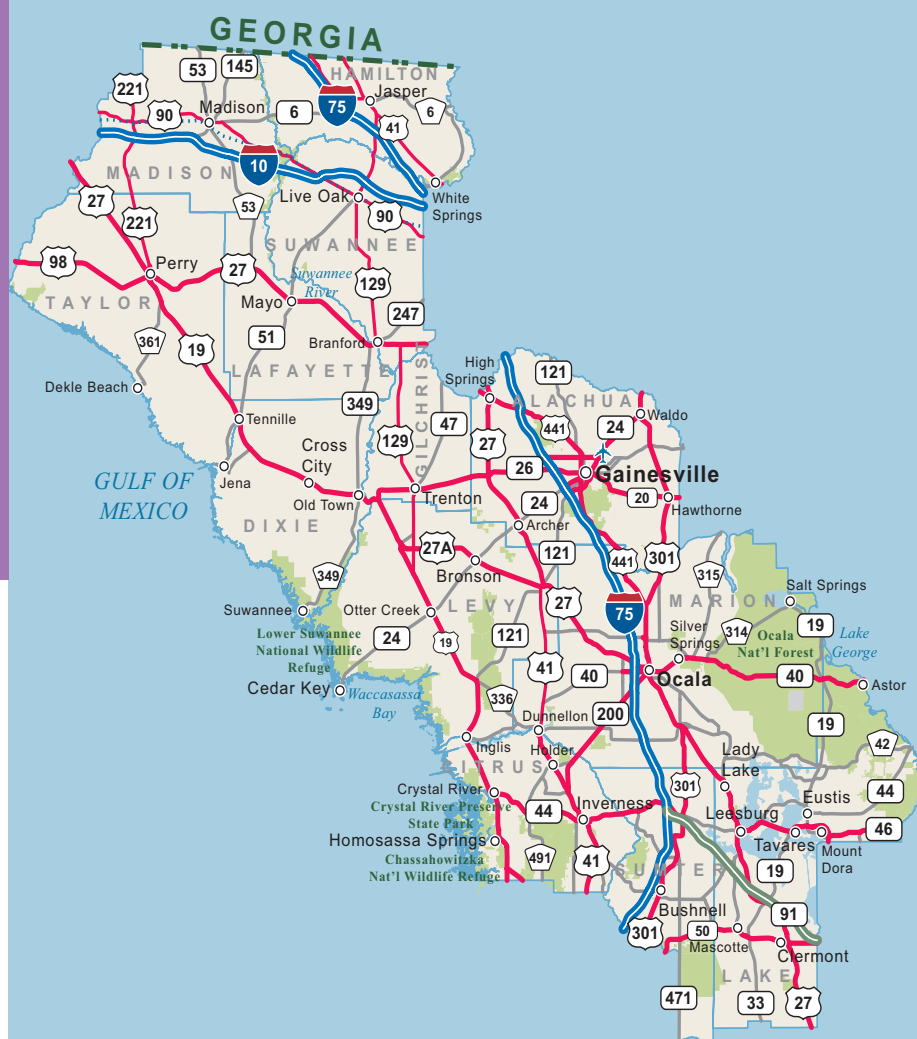 GEORGIA
53
145
HAMILTON
221
Jasper
75
90
Madison
6
6
41
10
MADISON
White
Springs
27
Live Oak
53
221
90
SUWANNEE
98
Perry
27
Suwannee
River
129
TAYLOR
Mayo
247
361
19
51
Branford
LAFAYETTE
High
Springs
121
Dekle Beach
349
GILCHRIST
ALACHUA
Tennille
47
441
24
Waldo
Cross
City
129
27
26
Gainesville
GULF OF
MEXICO
Jena
Old Town
Trenton
24
20
Hawthorne
DIXIE
Archer
27A
121
441
301
Bronson
349
315
Salt Springs
Suwannee
Otter Creek
LEVY
27
75
MARION
19
Lower Suwannee
National Wildlife
Refuge
24
19
121
Silver
Springs
314
Ocala
Nat'l Forest
Lake
George
41
40
Ocala
40
Astor
Cedar Key
Waccasassa
Bay
336
200
Dunnellon
19
42
Inglis
Holder
Lady
Lake
CITRUS
301
Crystal River
Crystal River Preserve
State Park
44
Inverness
Leesburg
Eustis
44
46
Homosassa Springs
Tavares
Mount
Dora
Chassahowitzka
Nat'l Wildlife Refuge
491
41
SUMTER
19
Bushnell
91
301
50
Mascotte
Clermont
LAKE
471
33
27